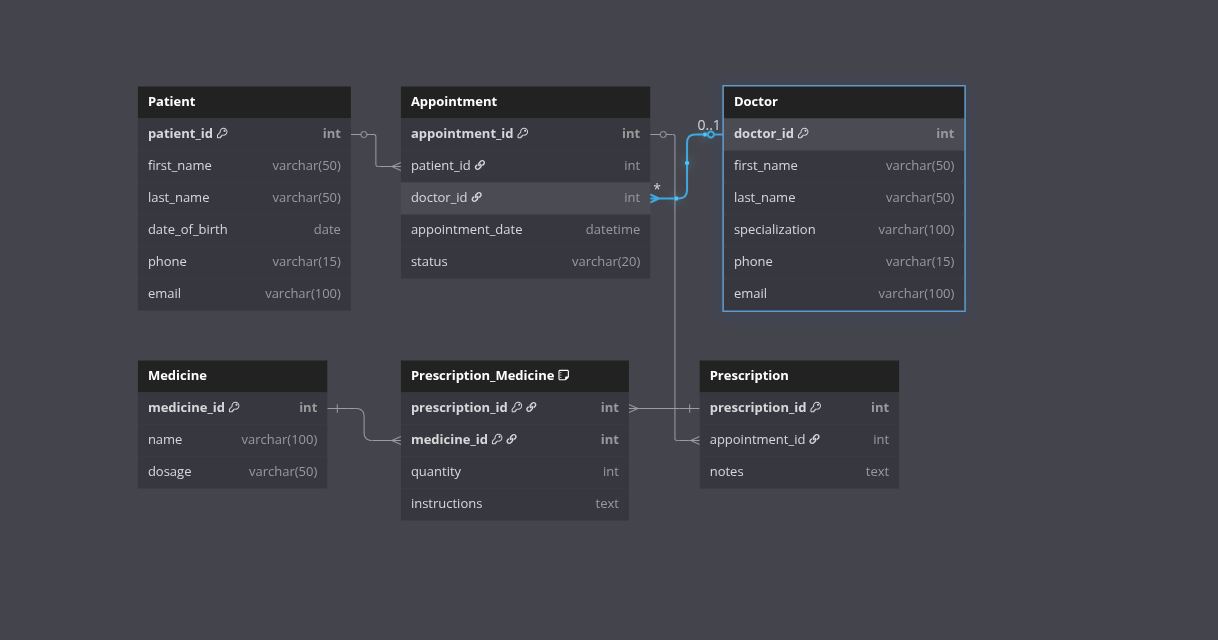 Patient
patient_id int
first_name varchar(50)
last_name varchar(50)
date_of_birth date
phone varchar(15)
email varchar(100)
Appointment
appointment_id int
patient_id int
doctor_id int
appointment_date datetime
status varchar(20)
*
0..1
Doctor
doctor_id int
first_name varchar(50)
last_name varchar(50)
specialization varchar(100)
phone varchar(15)
email varchar(100)
Medicine
medicine_id int
name varchar(100)
dosage varchar(50)
Prescription_Medicine
prescription_id int
medicine_id int
quantity int
instructions text
Prescription
prescription_id int
appointment_id int
notes text